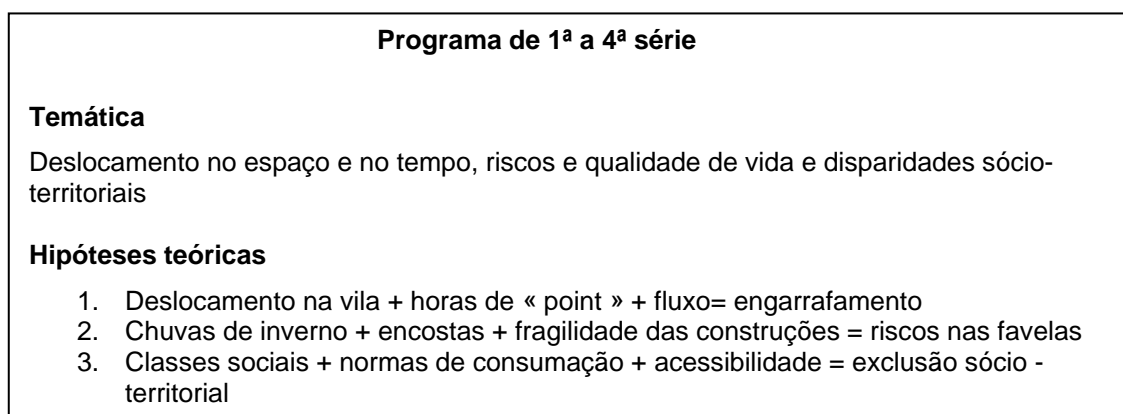 Programa de 1ª a 4ª série
Temática
Deslocamento no espaço e no tempo, riscos e qualidade de vida e disparidades sócio-
territoriais
Hipóteses teóricas
1. Deslocamento na vila + horas de « point » + fluxo= engarrafamento
2. Chuvas de inverno + encostas + fragilidade das construções = riscos nas favelas
3. Classes sociais + normas de consumação + acessibilidade = exclusão sócio -
territorial